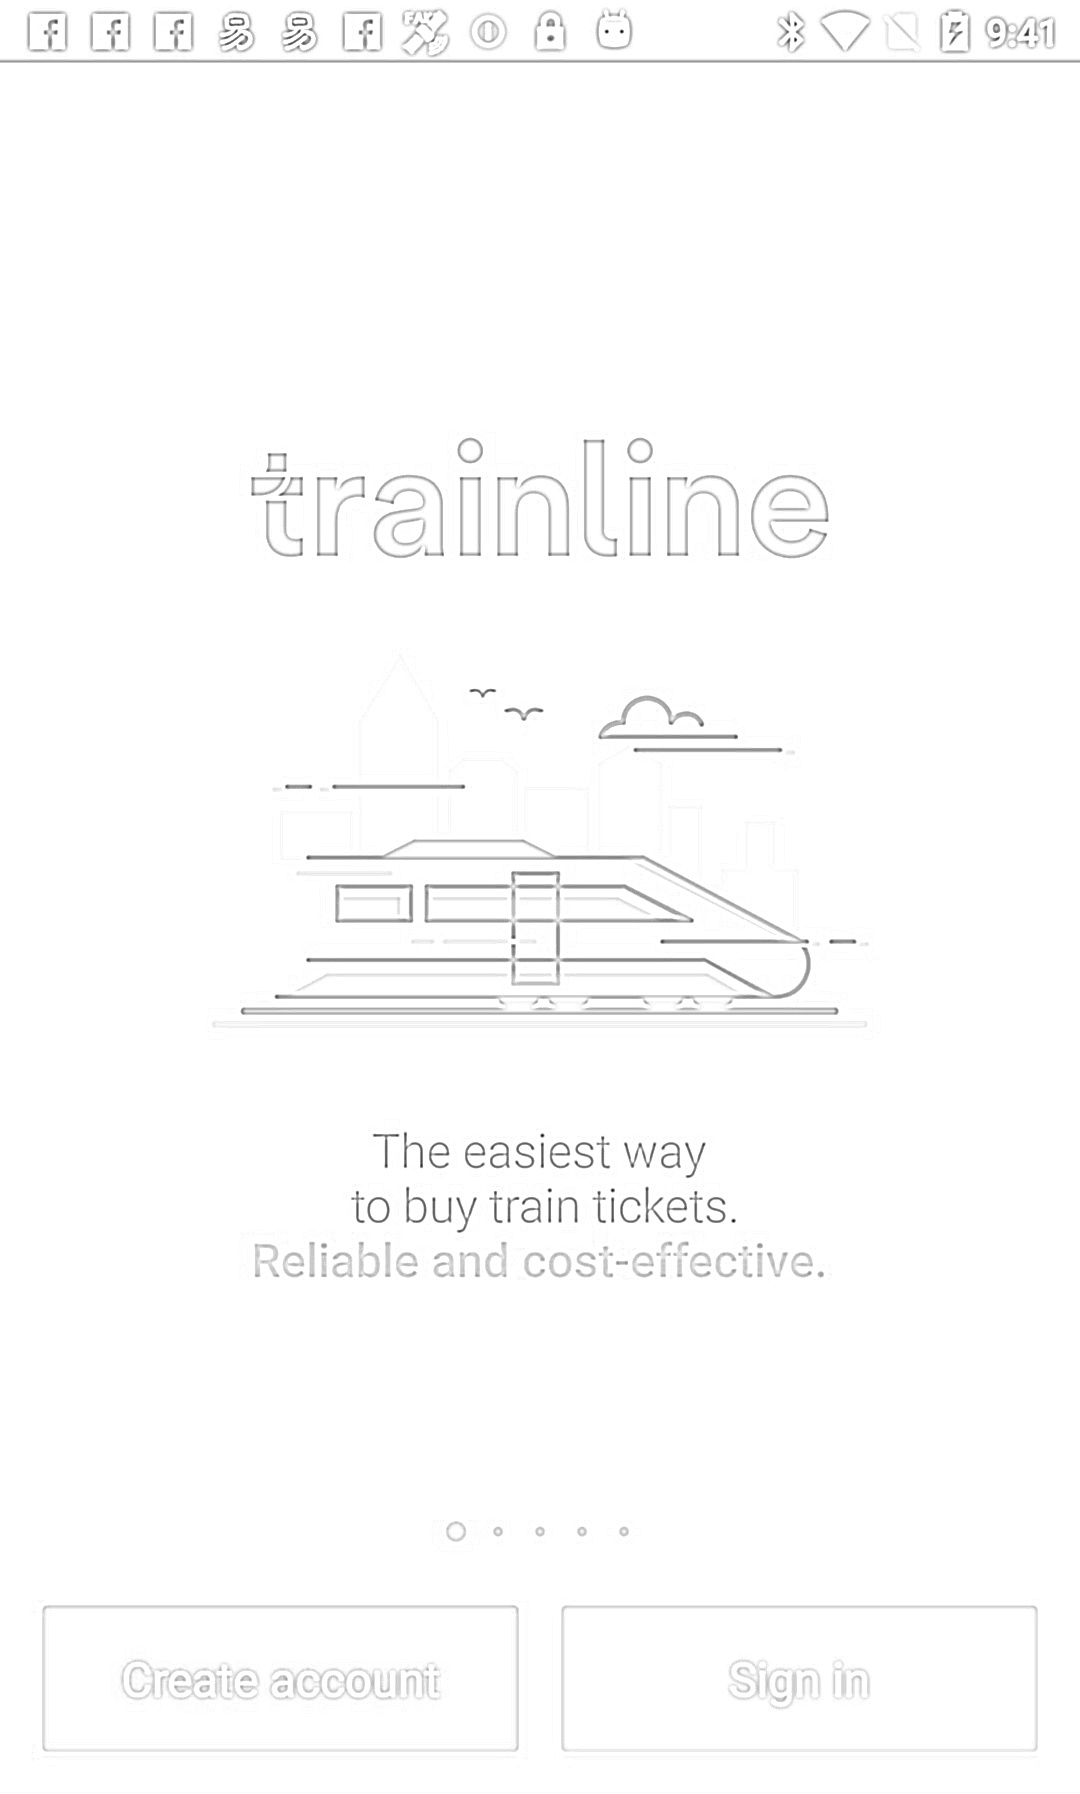 9:41
trainline
The easiest way
to buy train tickets.
Reliable and cost-effective.
Create account
Sign in